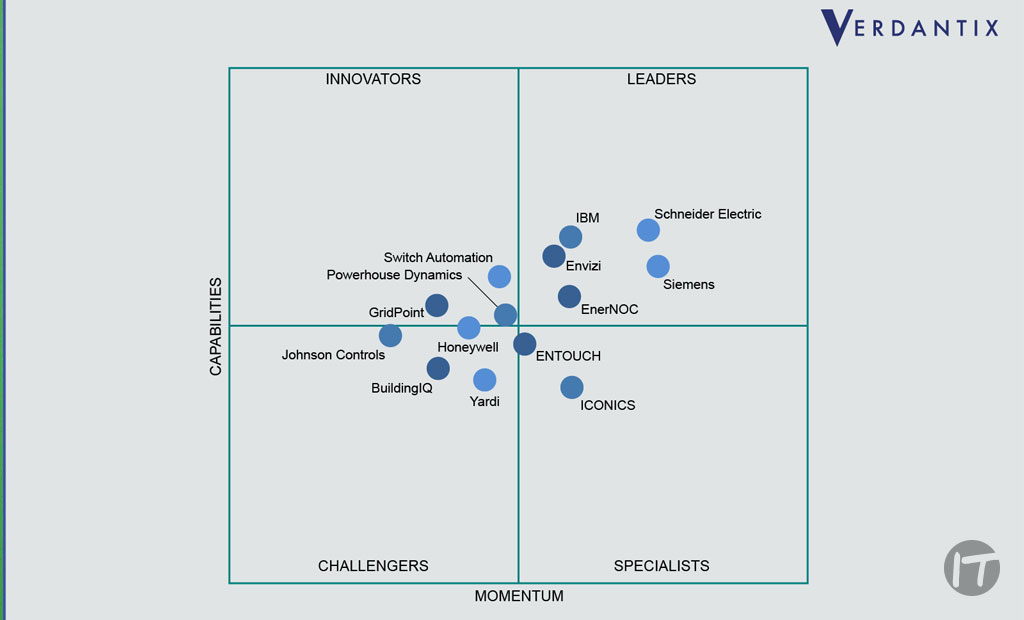 VERDANTIX
INNOVATORS
LEADERS
Schneider Electric
IBM
Switch Automation
Envizi
Powerhouse Dynamics
Siemens
EnerNOC
GridPoint
CAPABILITIES
Honeywell
Johnson Controls
ENTOUCH
BuildingIQ
Yardi
ICONICS
CHALLENGERS
SPECIALISTS
MOMENTUM
IT